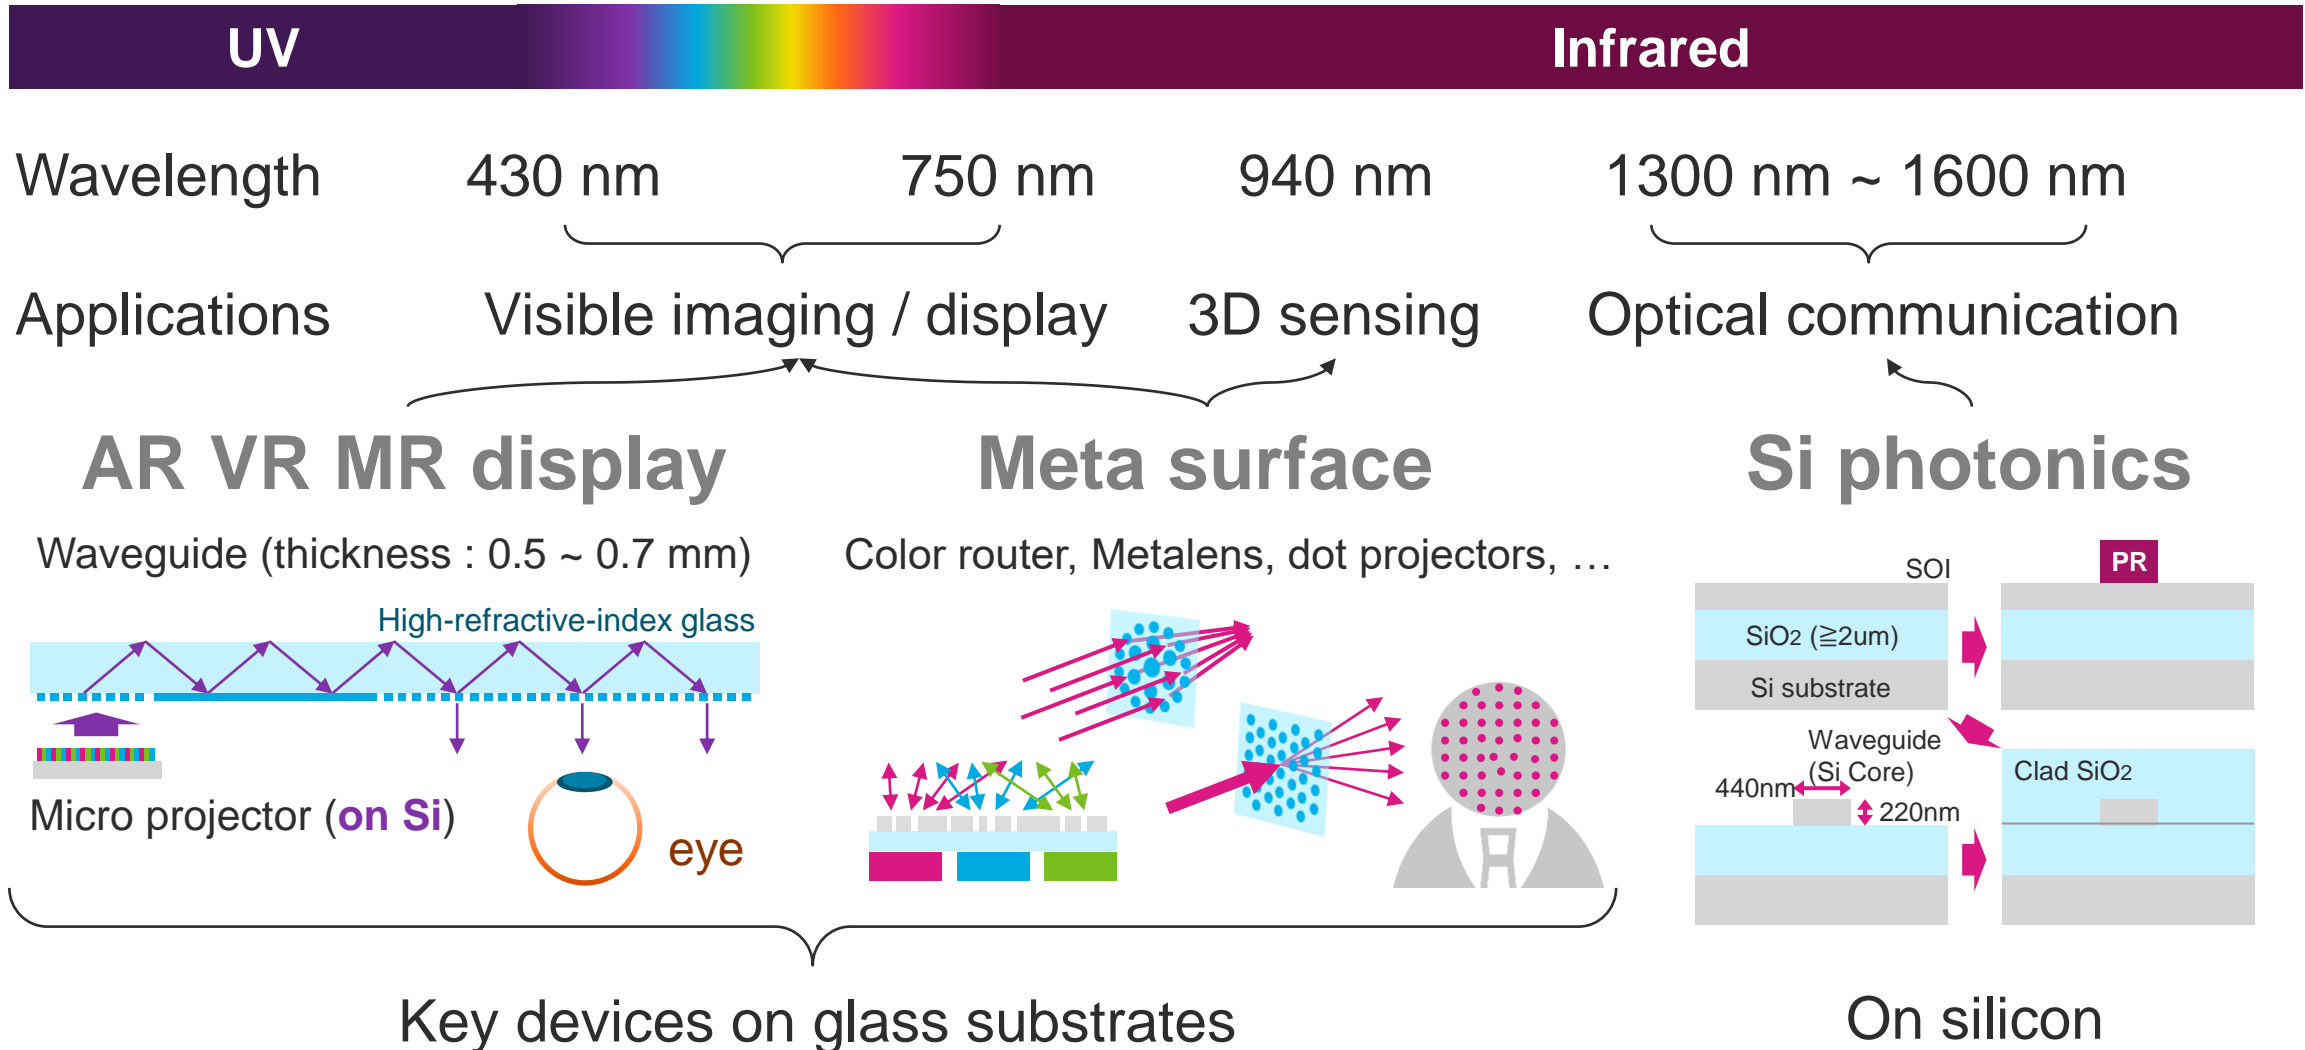 UV
Infrared
Wavelength
430 nm
750 nm
940 nm
1300 nm ~ 1600 nm
Applications
Visible imaging / display
3D sensing
Optical communication
AR VR MR display
Meta surface
Si photonics
Waveguide (thickness : 0.5 ~ 0.7 mm)
High-refractive-index glass
Micro projector (on Si)
eye
Color router, Metalens, dot projectors, …
SOI
SiO2 (≧2um)
Si substrate
PR
Waveguide
(Si Core)
440nm
220nm
Clad SiO2
Key devices on glass substrates
On silicon